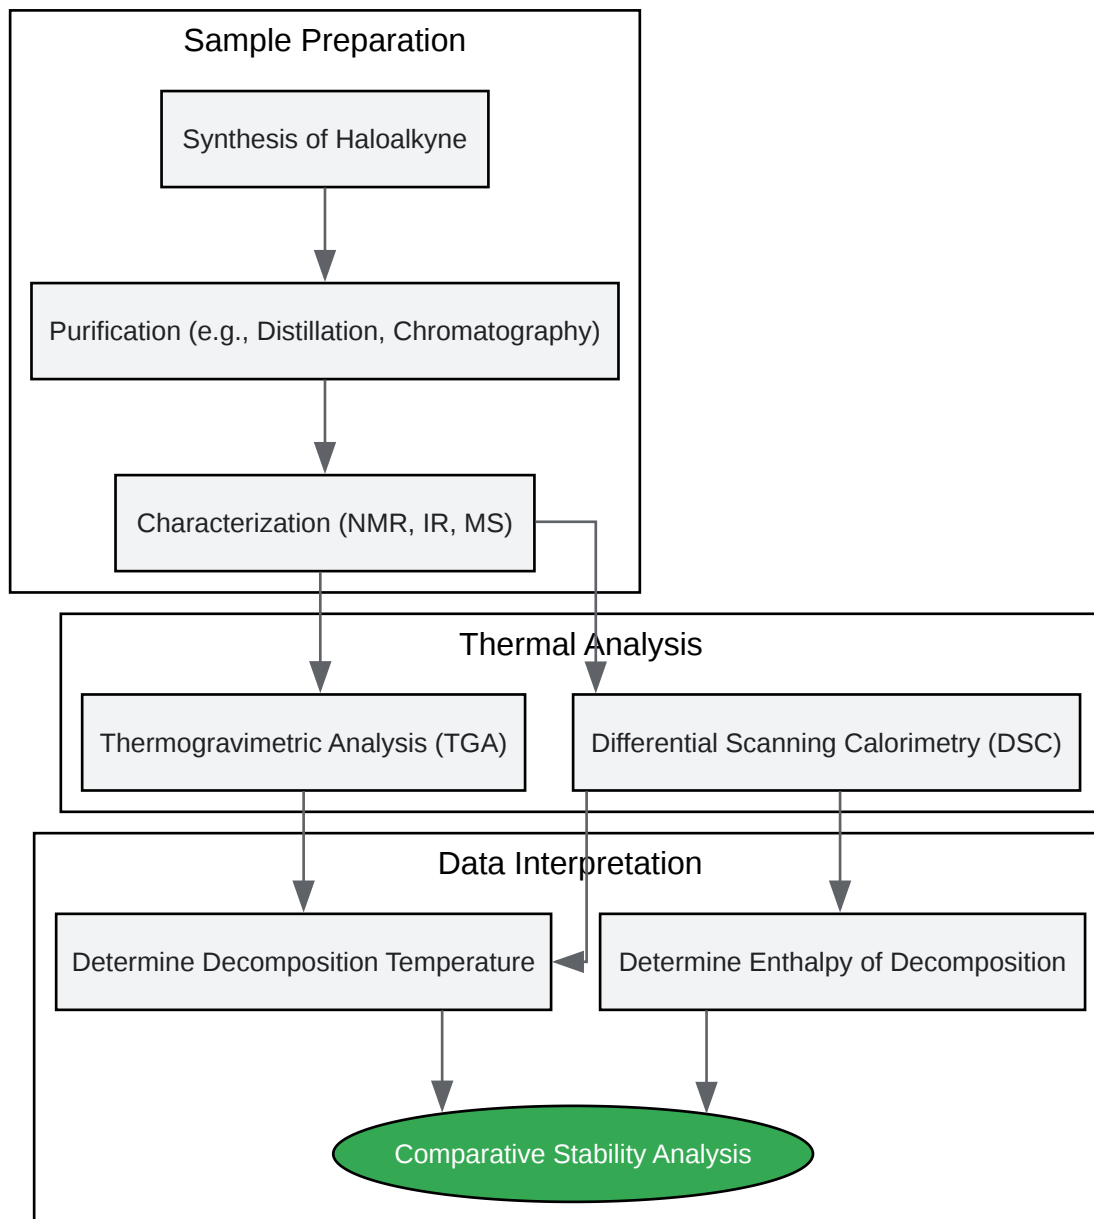 Sample Preparation
Synthesis of Haloalkyne
Purification (e.g., Distillation, Chromatography)
Characterization (NMR, IR, MS)
Thermal Analysis
Thermogravimetric Analysis (TGA)
Differential Scanning Calorimetry (DSC)
Data Interpretation
Determine Decomposition Temperature
Determine Enthalpy of Decomposition
Comparative Stability Analysis